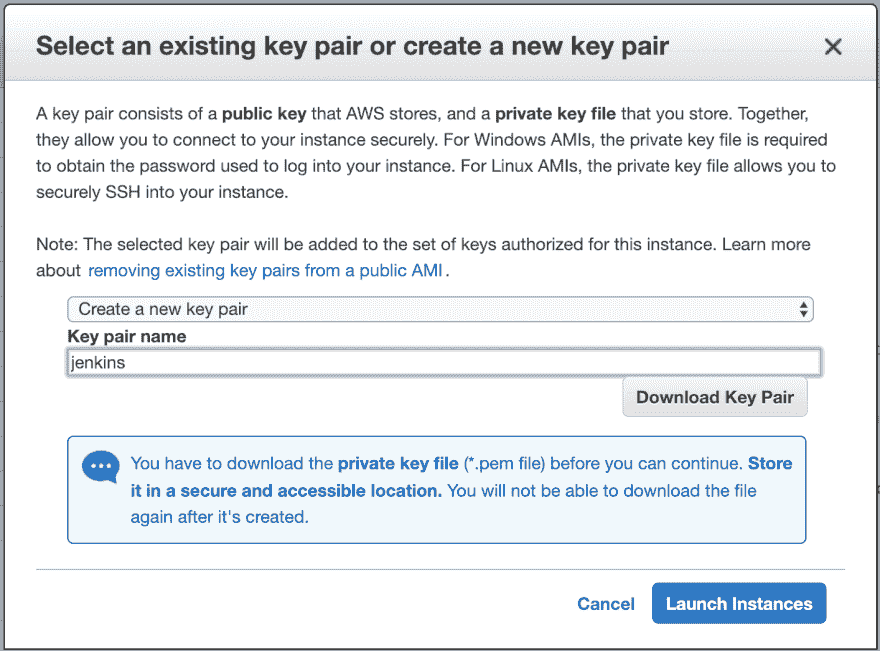 Select an existing key pair or create a new key pair
A key pair consists of a public key that AWS stores, and a private key file that you store. Together,
they allow you to connect to your instance securely. For Windows AMIs, the private key file is required
to obtain the password used to log into your instance. For Linux AMIs, the private key file allows you to
securely SSH into your instance.
Note: The selected key pair will be added to the set of keys authorized for this instance. Learn more
about removing existing key pairs from a public AMI.
Create a new key pair
Key pair name
jenkins
Download Key Pair
You have to download the private key file (*.pem file) before you can continue. Store
it in a secure and accessible location. You will not be able to download the file
again after it's created.
Cancel Launch Instances